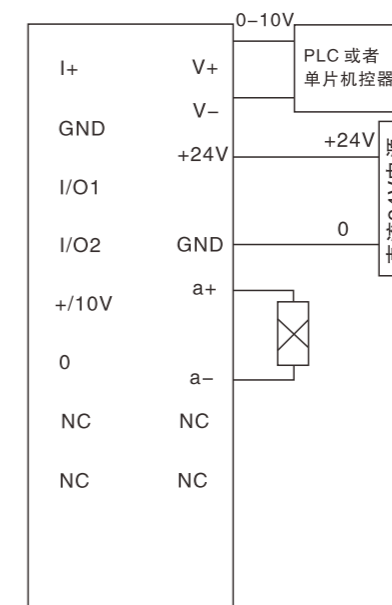 0-10V
I+ V+
PLC 或者
单片机控器
V-
GND
+24V +24V
I/O1
I/O2 GND 0
a+
+/10V
0
a-
NC NC
NC NC